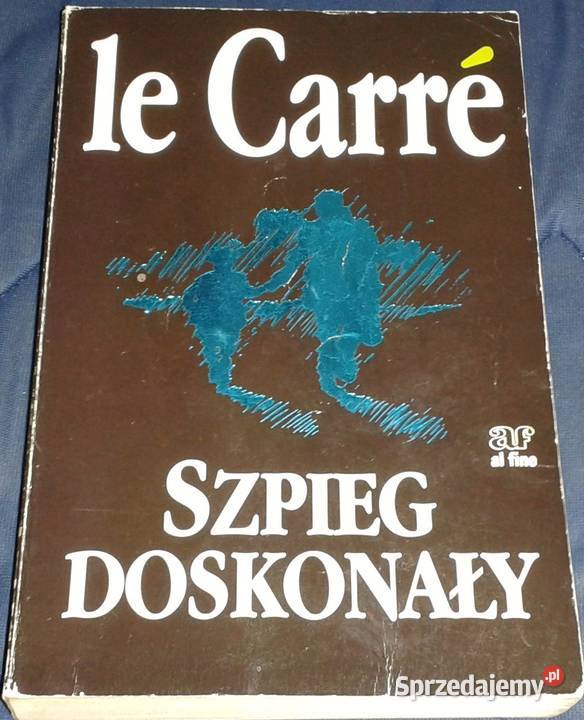 le Carré
af
al fine
SZPIEG
DOSKONAŁY
Sprzedajemy.pl